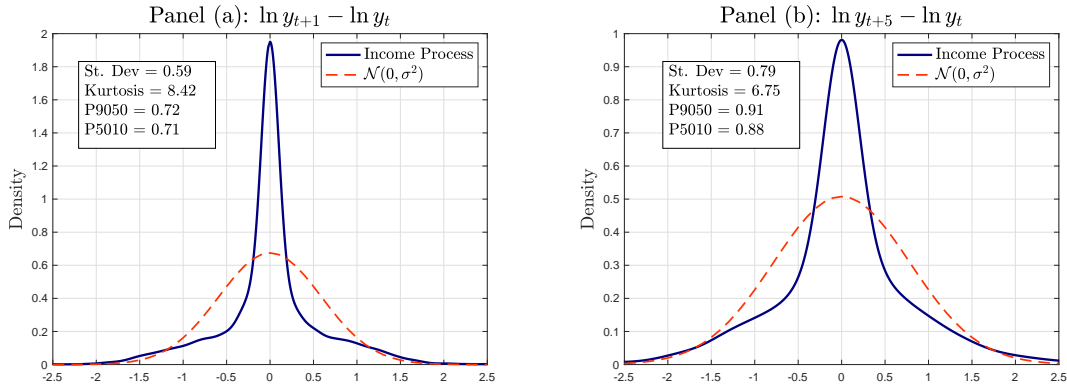 Panel (a): ln y_{t+1} − ln y_t
2
1.8
1.6
1.4
1.2
1
0.8
0.6
0.4
0.2
0
Density
St. Dev = 0.59
Kurtosis = 8.42
P9050 = 0.72
P5010 = 0.71
Income Process
𝒩(0, σ²)
-2.5 -2 -1.5 -1 -0.5 0 0.5 1 1.5 2 2.5
Panel (b): ln y_{t+5} − ln y_t
1
0.9
0.8
0.7
0.6
0.5
0.4
0.3
0.2
0.1
0
Density
St. Dev = 0.79
Kurtosis = 6.75
P9050 = 0.91
P5010 = 0.88
Income Process
𝒩(0, σ²)
-2.5 -2 -1.5 -1 -0.5 0 0.5 1 1.5 2 2.5